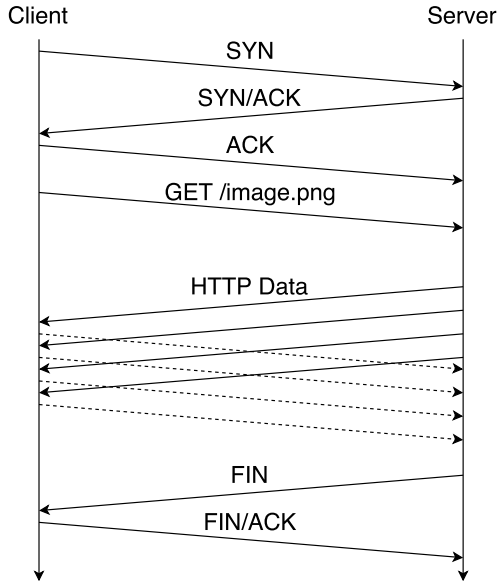 Client
Server
SYN
SYN/ACK
ACK
GET /image.png
HTTP Data
FIN
FIN/ACK